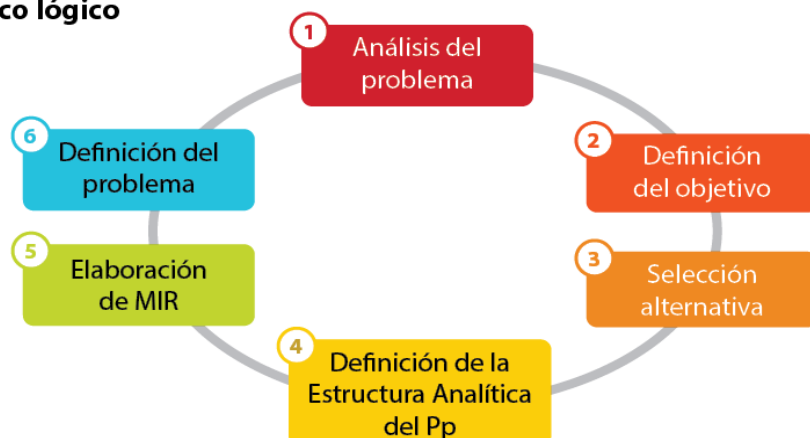 co lógico
1
Análisis del
problema
2
Definición
del objetivo
3
Selección
alternativa
4
Definición de la
Estructura Analítica
del Pp
5
Elaboración
de MIR
6
Definición del
problema